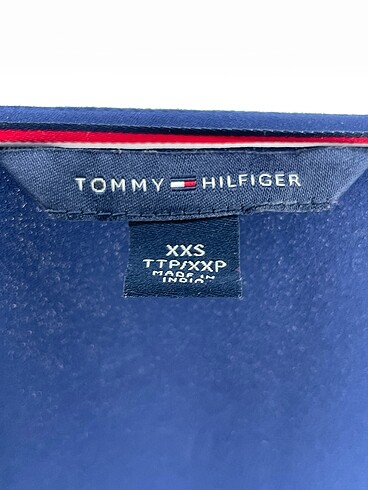 TOMMY HILFIGER
XXS
TTP/XXP
MADE IN
INDIA